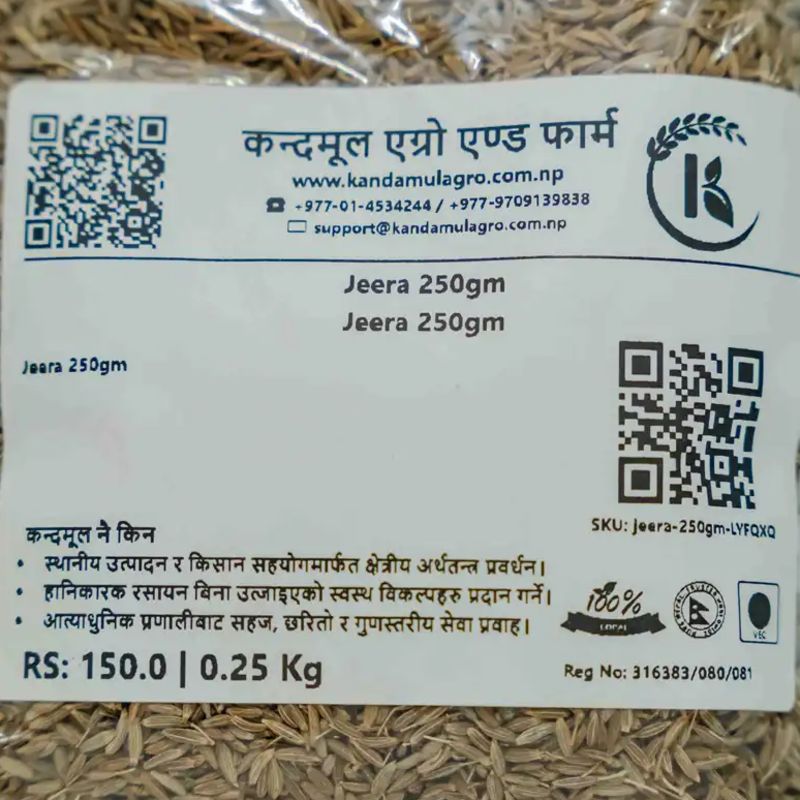 कन्दमूल एग्रो एण्ड फार्म
www.kandamulagro.com.np
+977-01-4534244 / +977-9709139838
support@kandamulagro.com.np
K
Jeera 250gm
Jeera 250gm
Jeera 250gm
SKU: Jeera-250gm-LYFQXQ
कन्दमूल नै किन
• स्थानीय उत्पादन र किसान सहयोगमार्फत क्षेत्रीय अर्थतन्त्र प्रवर्धन।
• हानिकारक रसायन बिना उत्जाइएको स्वस्थ विकल्पहरु प्रदान गर्ने।
• अत्याधुनिक प्रणालीबाट सहज, छरितो र गुणस्तरीय सेवा प्रवाह।
100%
LOCAL
VEG
RS: 150.0 | 0.25 Kg
Reg No: 316383/080/081